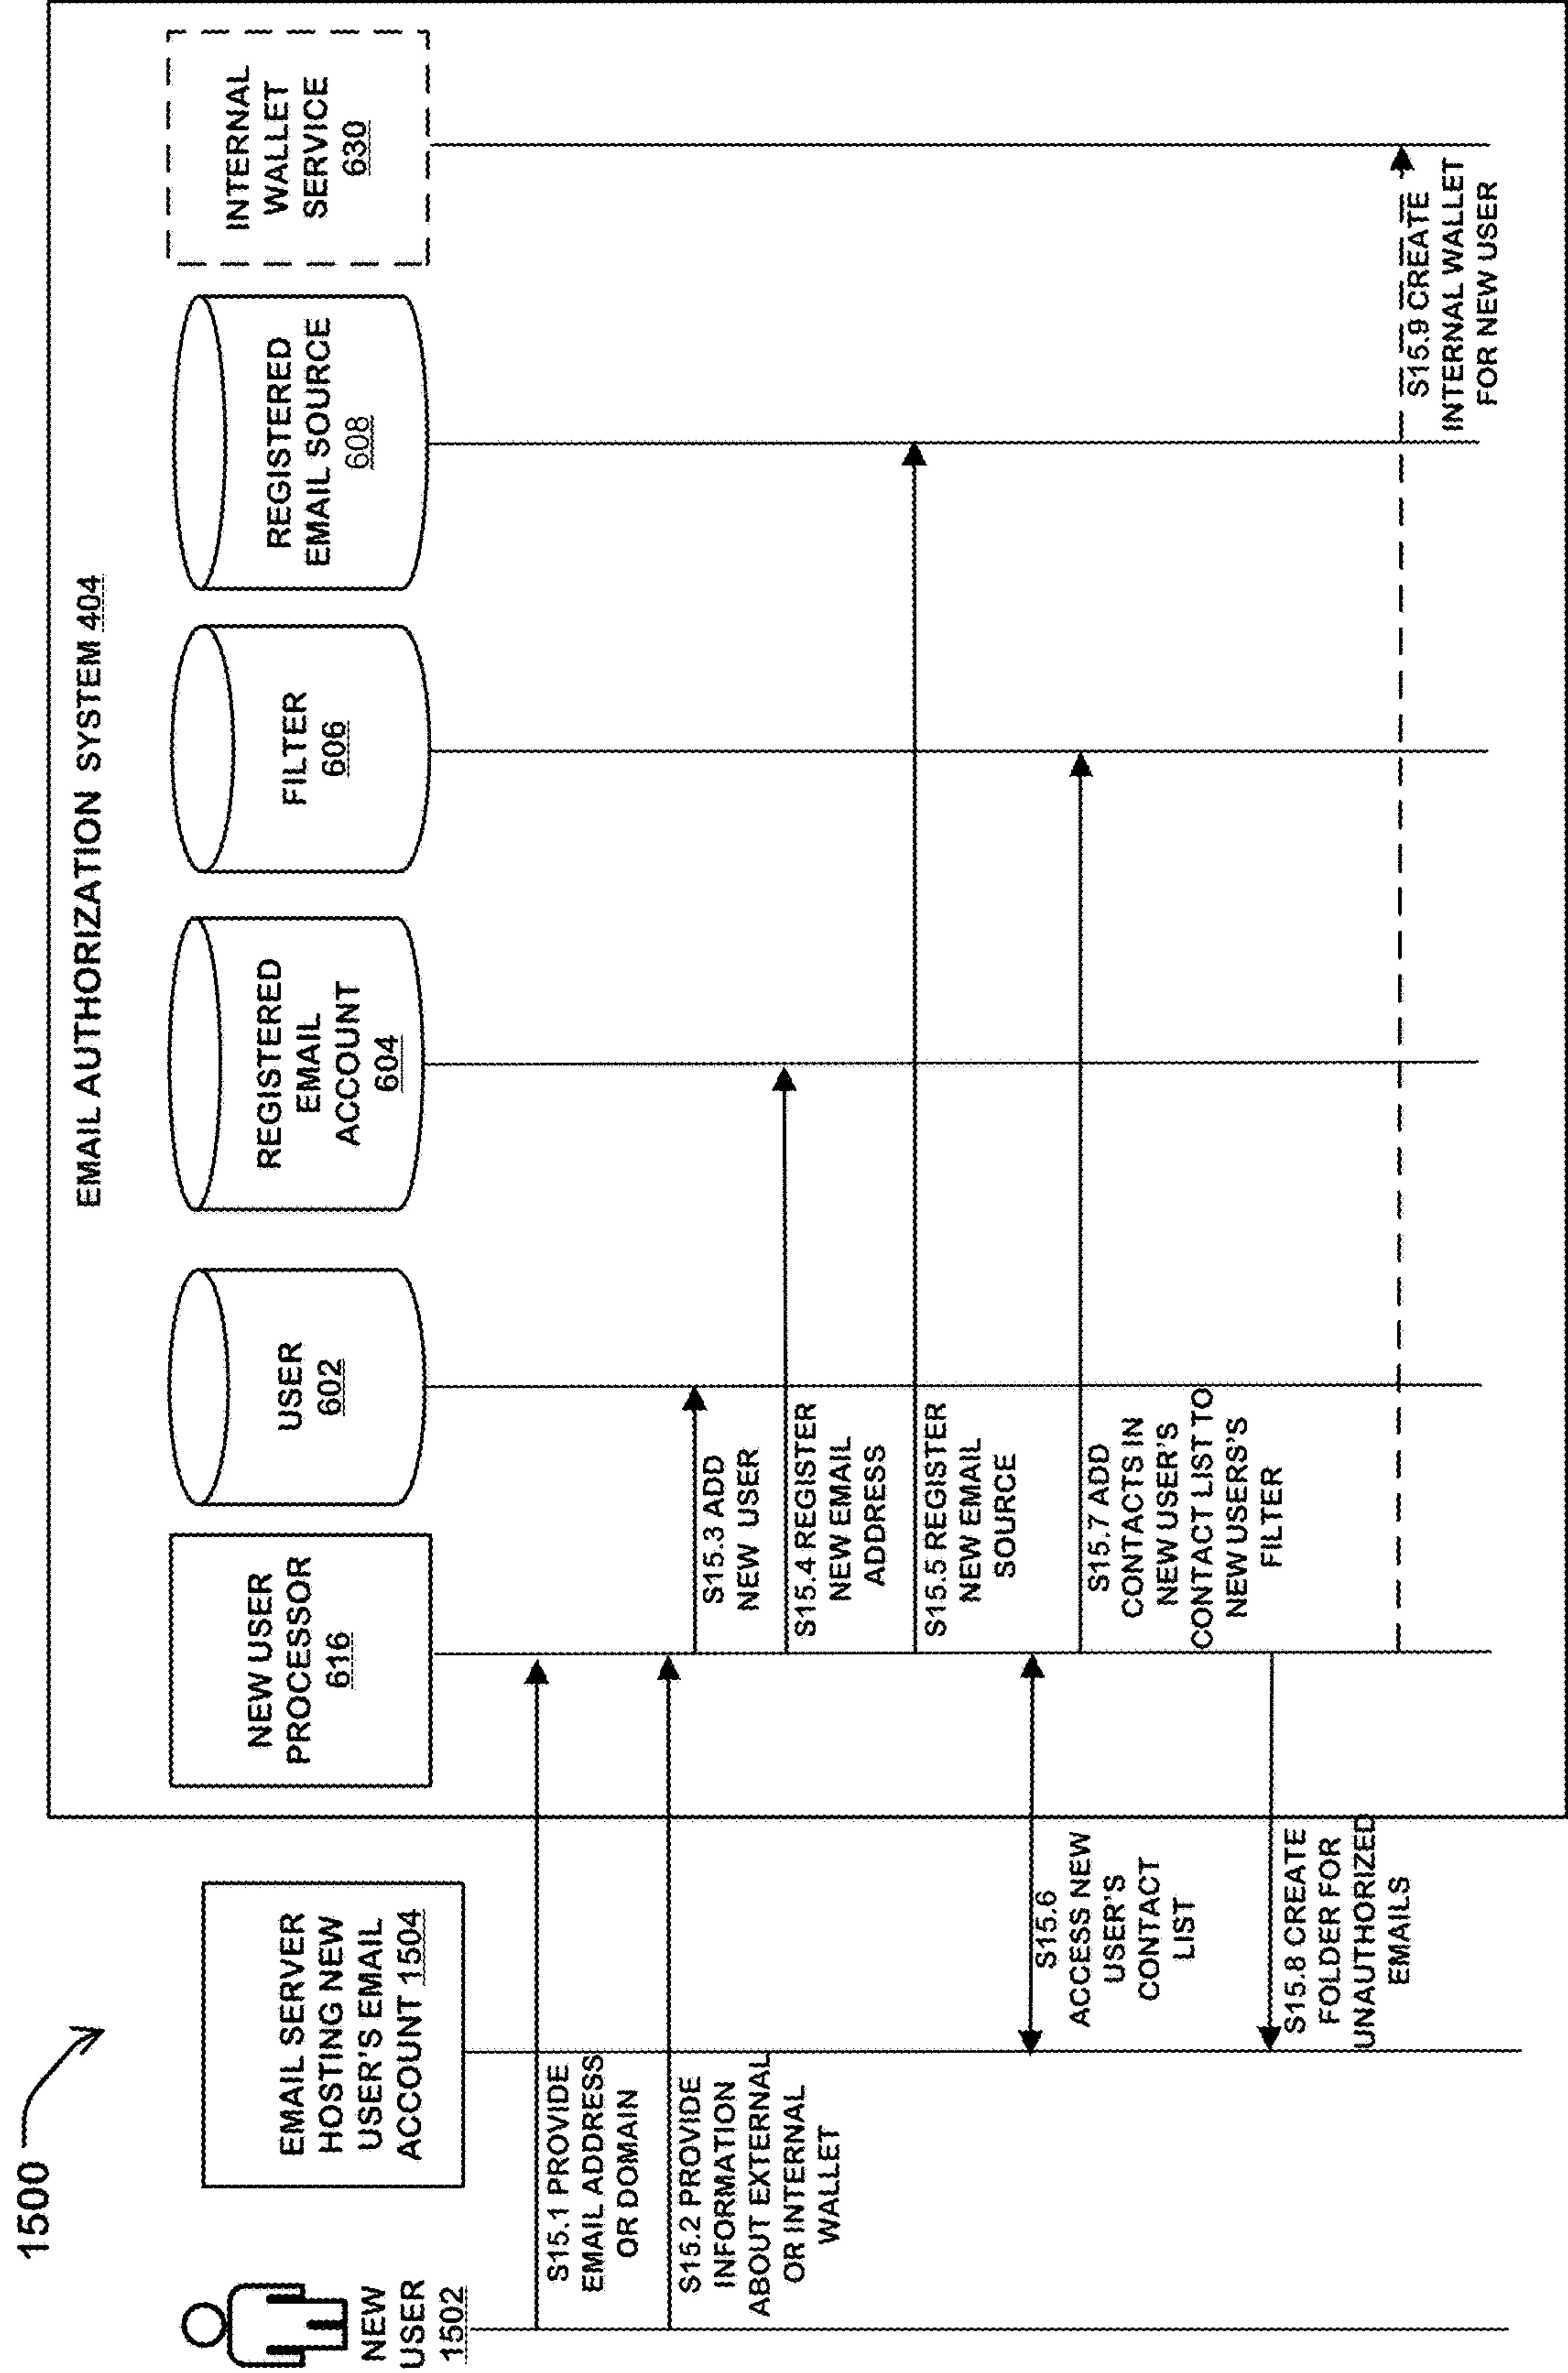 1500
EMAIL AUTHORIZATION SYSTEM 404
NEW
USER
1502
EMAIL SERVER
HOSTING NEW
USER'S EMAIL
ACCOUNT 1504
NEW USER
PROCESSOR
616
USER
602
REGISTERED
EMAIL
ACCOUNT
604
FILTER
606
REGISTERED
EMAIL SOURCE
608
INTERNAL
WALLET
SERVICE
630
S15.1 PROVIDE
EMAIL ADDRESS
OR DOMAIN
S15.2 PROVIDE
INFORMATION
ABOUT EXTERNAL
OR INTERNAL
WALLET
S15.3 ADD
NEW USER
S15.4 REGISTER
NEW EMAIL
ADDRESS
S15.5 REGISTER
NEW EMAIL
SOURCE
S15.6
ACCESS NEW
USER'S
CONTACT
LIST
S15.7 ADD
CONTACTS IN
NEW USER'S
CONTACT LIST TO
NEW USERS'S
FILTER
S15.8 CREATE
FOLDER FOR
UNAUTHORIZED
EMAILS
S15.9 CREATE
INTERNAL WALLET
FOR NEW USER